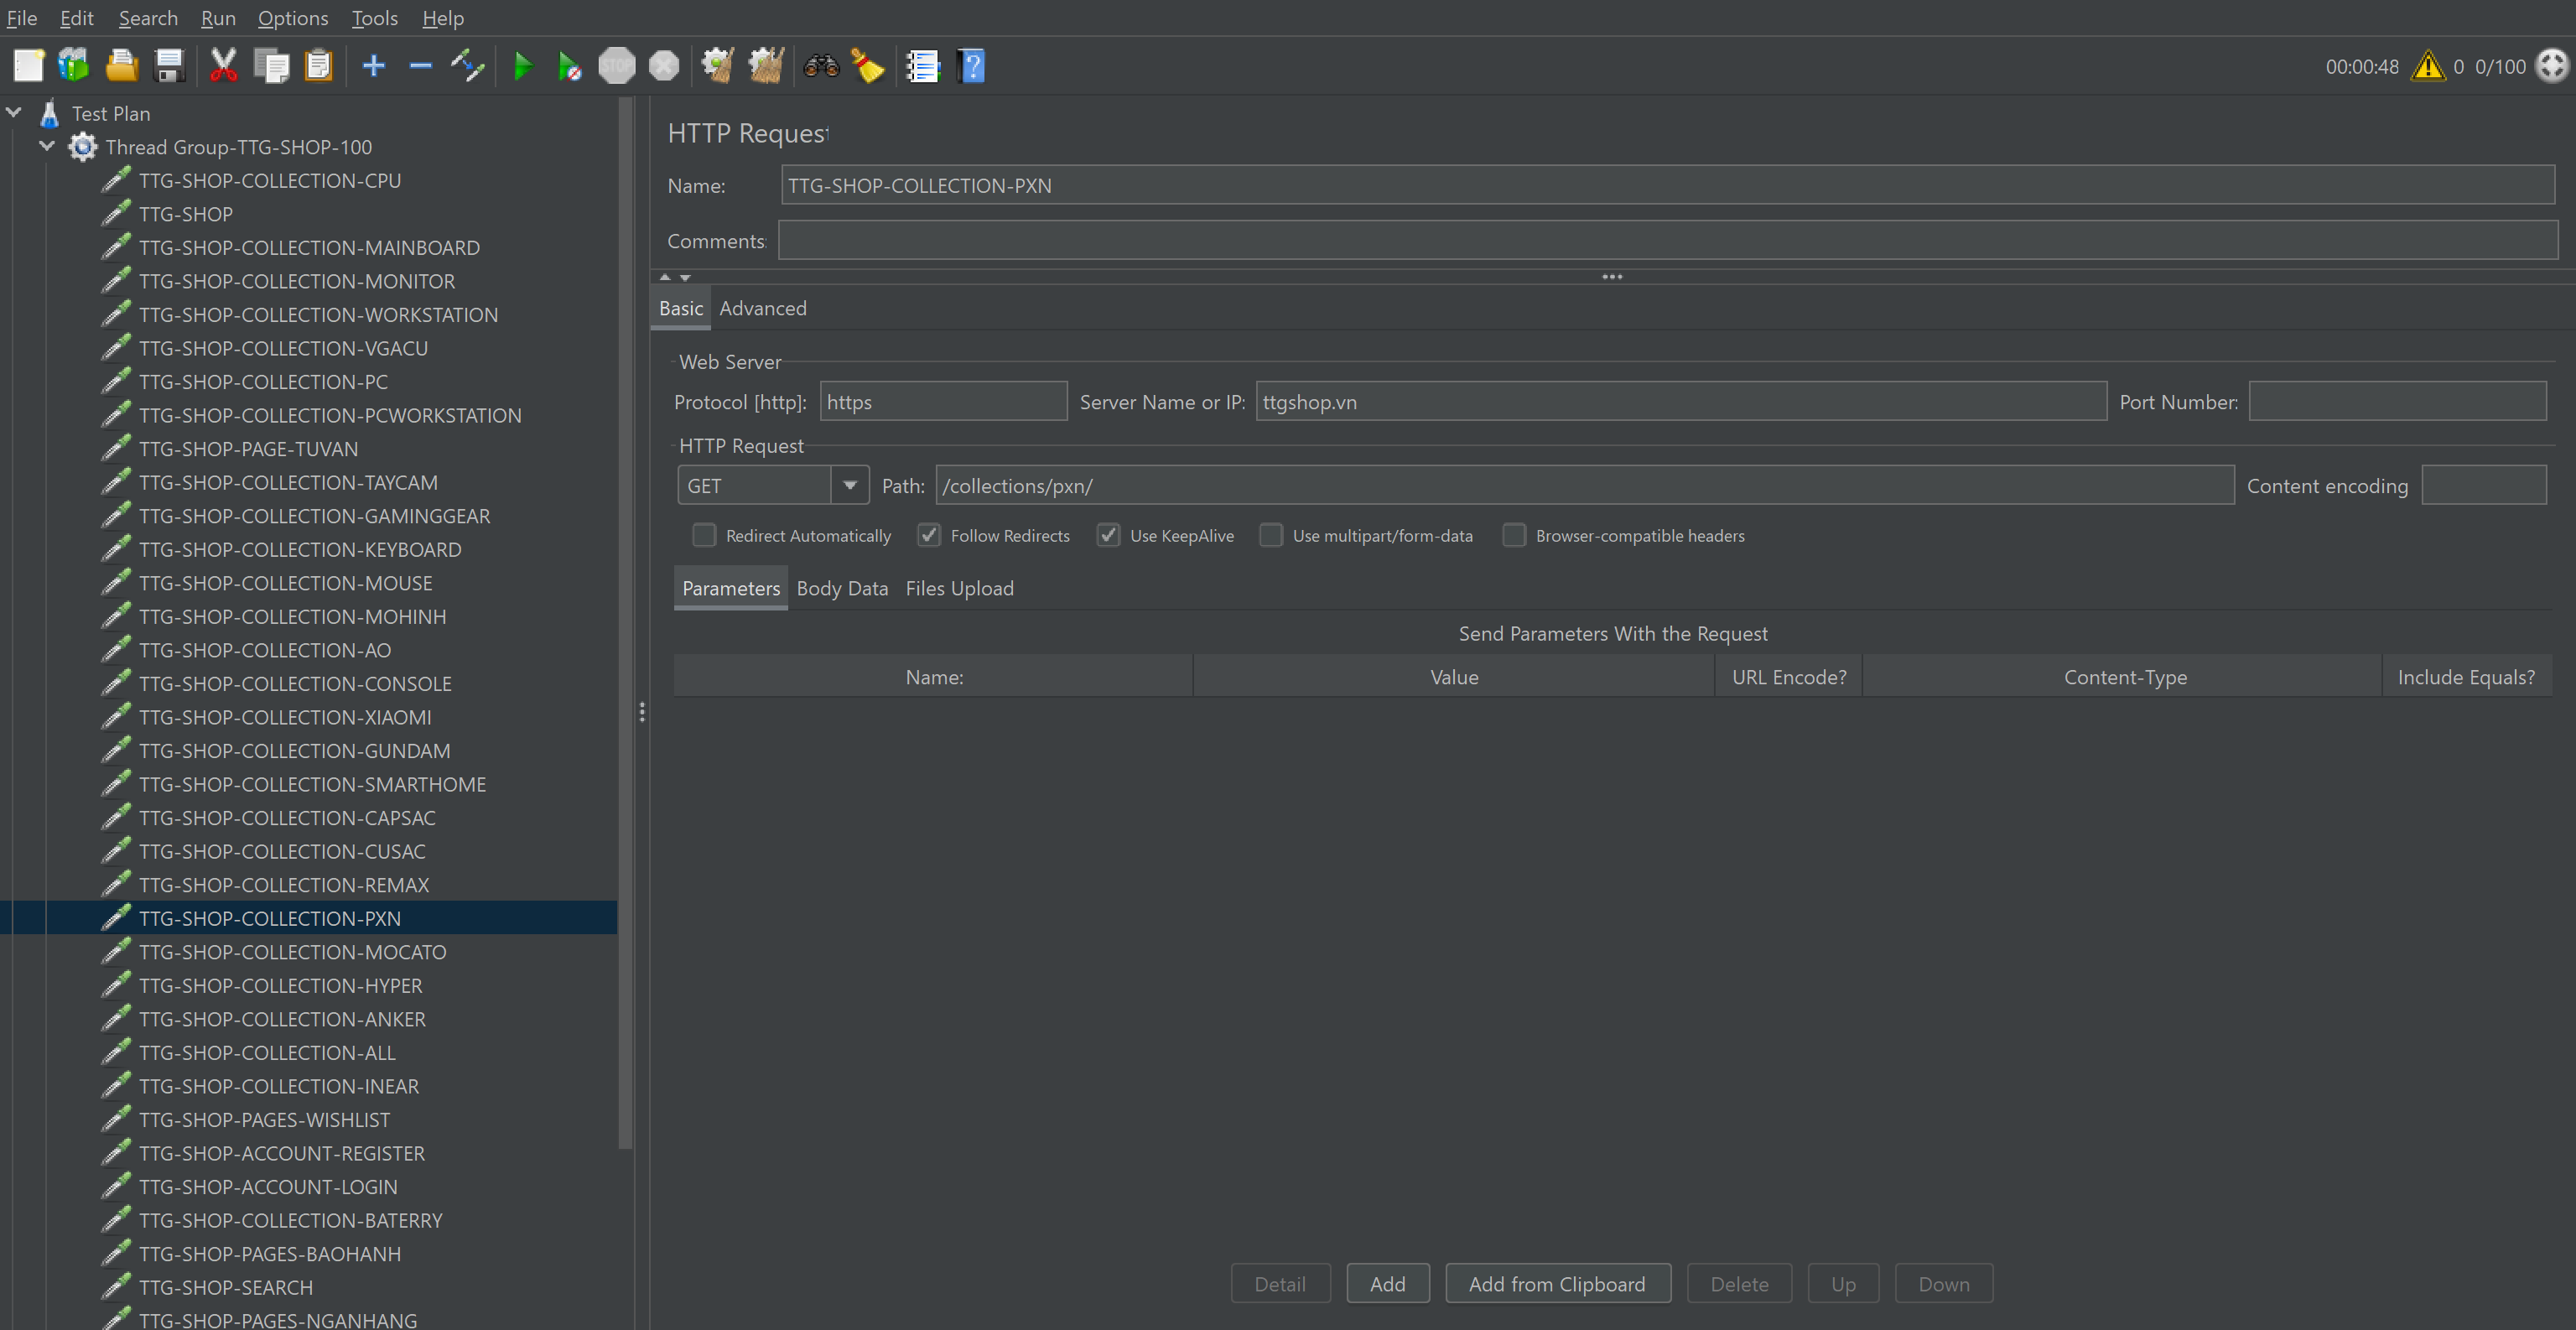 File Edit Search Run Options Tools Help
STOP
00:00:48 0 0/100
Test Plan
Thread Group-TTG-SHOP-100
TTG-SHOP-COLLECTION-CPU
TTG-SHOP
TTG-SHOP-COLLECTION-MAINBOARD
TTG-SHOP-COLLECTION-MONITOR
TTG-SHOP-COLLECTION-WORKSTATION
TTG-SHOP-COLLECTION-VGACU
TTG-SHOP-COLLECTION-PC
TTG-SHOP-COLLECTION-PCWORKSTATION
TTG-SHOP-PAGE-TUVAN
TTG-SHOP-COLLECTION-TAYCAM
TTG-SHOP-COLLECTION-GAMINGGEAR
TTG-SHOP-COLLECTION-KEYBOARD
TTG-SHOP-COLLECTION-MOUSE
TTG-SHOP-COLLECTION-MOHINH
TTG-SHOP-COLLECTION-AO
TTG-SHOP-COLLECTION-CONSOLE
TTG-SHOP-COLLECTION-XIAOMI
TTG-SHOP-COLLECTION-GUNDAM
TTG-SHOP-COLLECTION-SMARTHOME
TTG-SHOP-COLLECTION-CAPSAC
TTG-SHOP-COLLECTION-CUSAC
TTG-SHOP-COLLECTION-REMAX
TTG-SHOP-COLLECTION-PXN
TTG-SHOP-COLLECTION-MOCATO
TTG-SHOP-COLLECTION-HYPER
TTG-SHOP-COLLECTION-ANKER
TTG-SHOP-COLLECTION-ALL
TTG-SHOP-COLLECTION-INEAR
TTG-SHOP-PAGES-WISHLIST
TTG-SHOP-ACCOUNT-REGISTER
TTG-SHOP-ACCOUNT-LOGIN
TTG-SHOP-COLLECTION-BATERRY
TTG-SHOP-PAGES-BAOHANH
TTG-SHOP-SEARCH
TTG-SHOP-PAGES-NGANHANG
HTTP Request
Name: TTG-SHOP-COLLECTION-PXN
Comments:
Basic Advanced
Web Server
Protocol [http]: https Server Name or IP: ttgshop.vn Port Number:
HTTP Request
GET Path: /collections/pxn/ Content encoding
Redirect Automatically Follow Redirects Use KeepAlive Use multipart/form-data Browser-compatible headers
Parameters Body Data Files Upload
Send Parameters With the Request
Name: Value URL Encode? Content-Type Include Equals?
Detail Add Add from Clipboard Delete Up Down